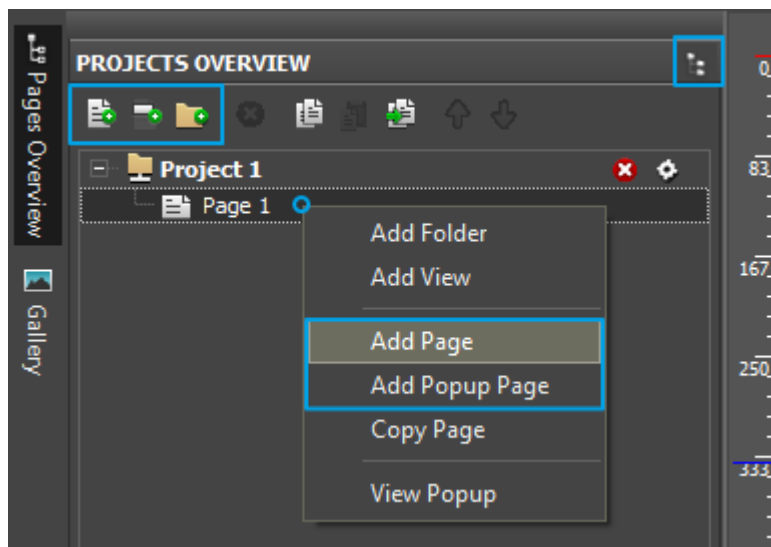 Pages Overview
Gallery
PROJECTS OVERVIEW
Project 1
Page 1
Add Folder
Add View
Add Page
Add Popup Page
Copy Page
View Popup
0
83
167
250
333